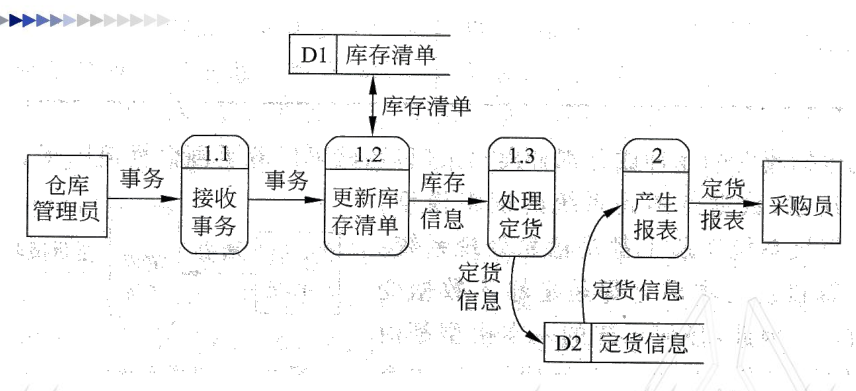 D1 库存清单
库存清单
仓库
管理员
事务
1.1
接收
事务
事务
1.2
更新库
存清单
库存
信息
1.3
处理
定货
2
产生
报表
定货
报表
采购员
定货
信息
定货信息
D2 定货信息